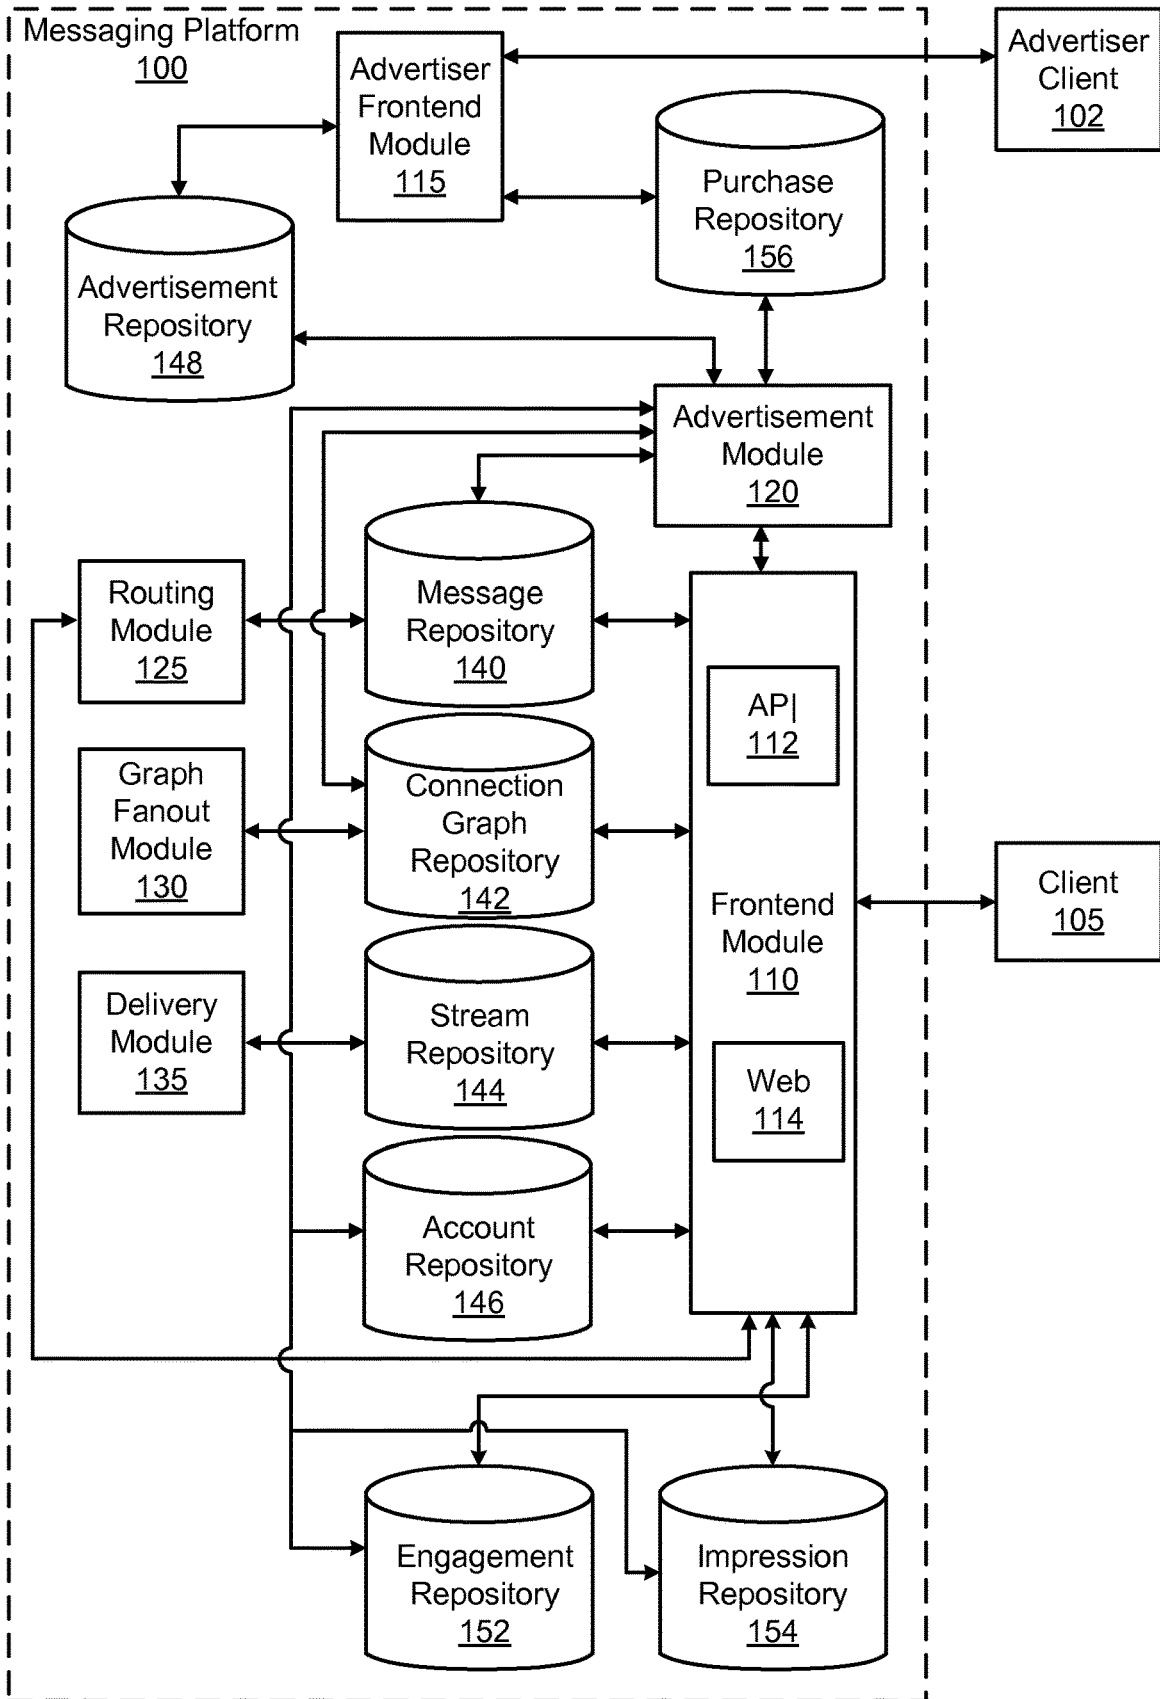 Messaging Platform
100
Advertiser
Frontend
Module
115
Advertiser
Client
102
Purchase
Repository
156
Advertisement
Repository
148
Advertisement
Module
120
Routing
Module
125
Message
Repository
140
API
112
Graph
Fanout
Module
130
Connection
Graph
Repository
142
Frontend
Module
110
Client
105
Delivery
Module
135
Stream
Repository
144
Web
114
Account
Repository
146
Engagement
Repository
152
Impression
Repository
154